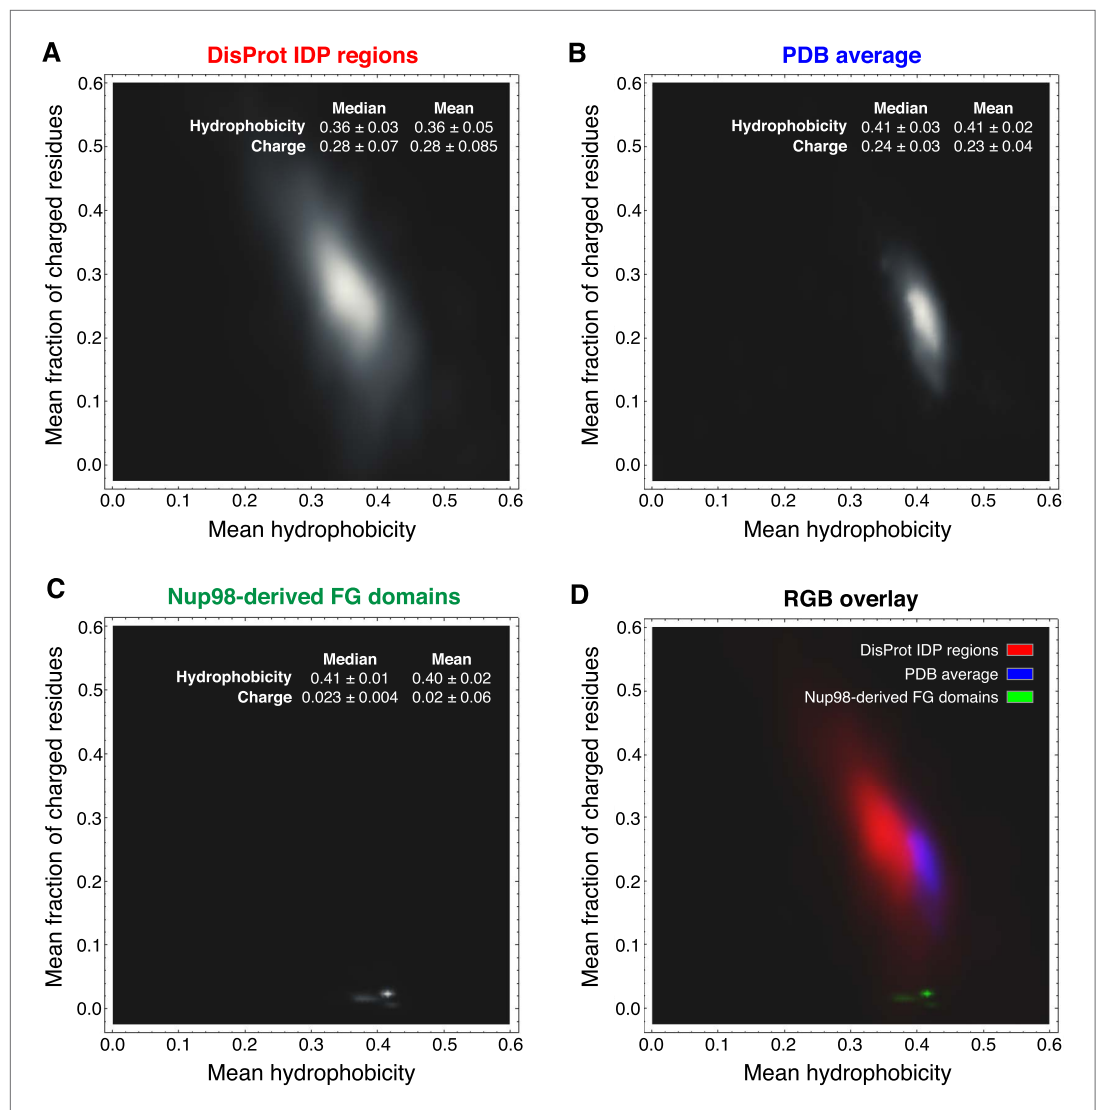 A
DisProt IDP regions
Median Mean
Hydrophobicity 0.36 ± 0.03 0.36 ± 0.05
Charge 0.28 ± 0.07 0.28 ± 0.085
Mean fraction of charged residues
0.6
0.5
0.4
0.3
0.2
0.1
0.0
0.0 0.1 0.2 0.3 0.4 0.5 0.6
Mean hydrophobicity
B
PDB average
Median Mean
Hydrophobicity 0.41 ± 0.03 0.41 ± 0.02
Charge 0.24 ± 0.03 0.23 ± 0.04
Mean fraction of charged residues
0.6
0.5
0.4
0.3
0.2
0.1
0.0
0.0 0.1 0.2 0.3 0.4 0.5 0.6
Mean hydrophobicity
C
Nup98-derived FG domains
Median Mean
Hydrophobicity 0.41 ± 0.01 0.40 ± 0.02
Charge 0.023 ± 0.004 0.02 ± 0.06
Mean fraction of charged residues
0.6
0.5
0.4
0.3
0.2
0.1
0.0
0.0 0.1 0.2 0.3 0.4 0.5 0.6
Mean hydrophobicity
D
RGB overlay
DisProt IDP regions
PDB average
Nup98-derived FG domains
Mean fraction of charged residues
0.6
0.5
0.4
0.3
0.2
0.1
0.0
0.0 0.1 0.2 0.3 0.4 0.5 0.6
Mean hydrophobicity